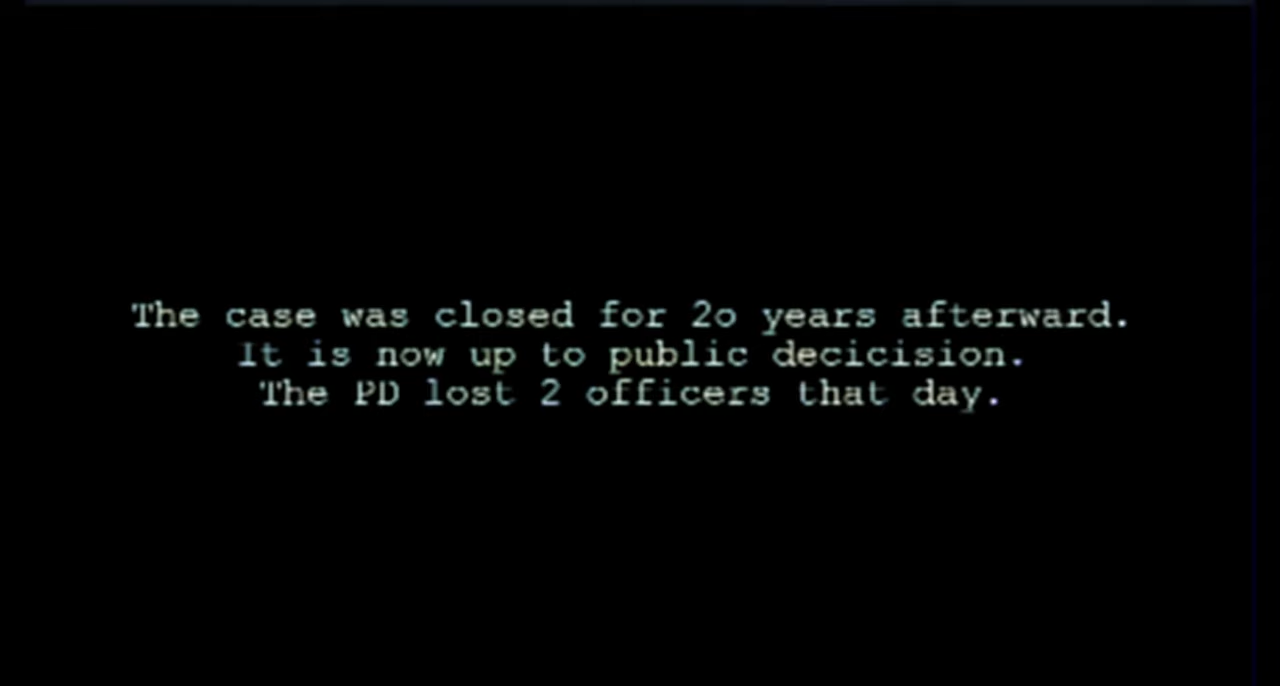 The case was closed for 2o years afterward.
It is now up to public decicision.
The PD lost 2 officers that day.